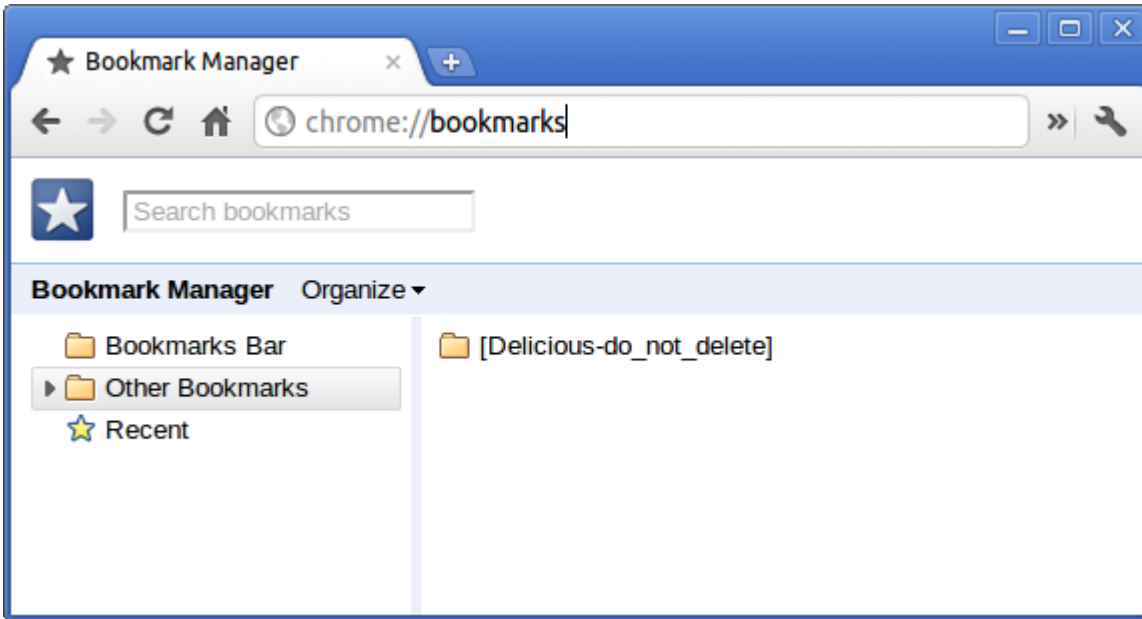 Bookmark Manager
chrome://bookmarks
Search bookmarks
Bookmark Manager Organize
Bookmarks Bar
Other Bookmarks
Recent
[Delicious-do_not_delete]